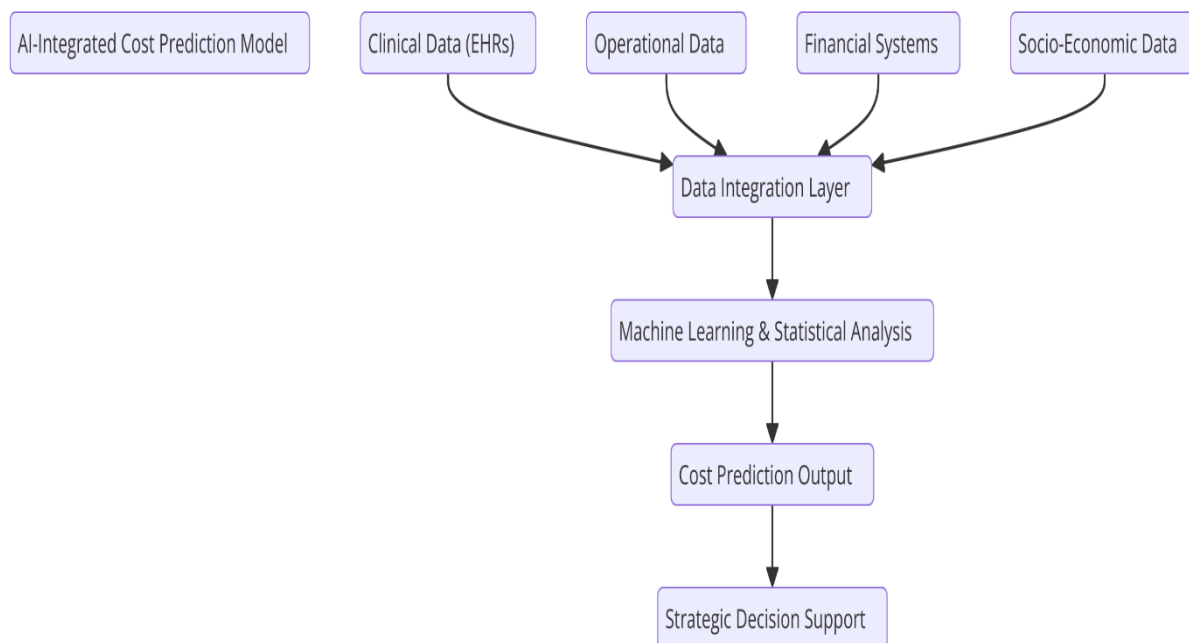 AI-Integrated Cost Prediction Model
Clinical Data (EHRs)
Operational Data
Financial Systems
Socio-Economic Data
Data Integration Layer
Machine Learning & Statistical Analysis
Cost Prediction Output
Strategic Decision Support